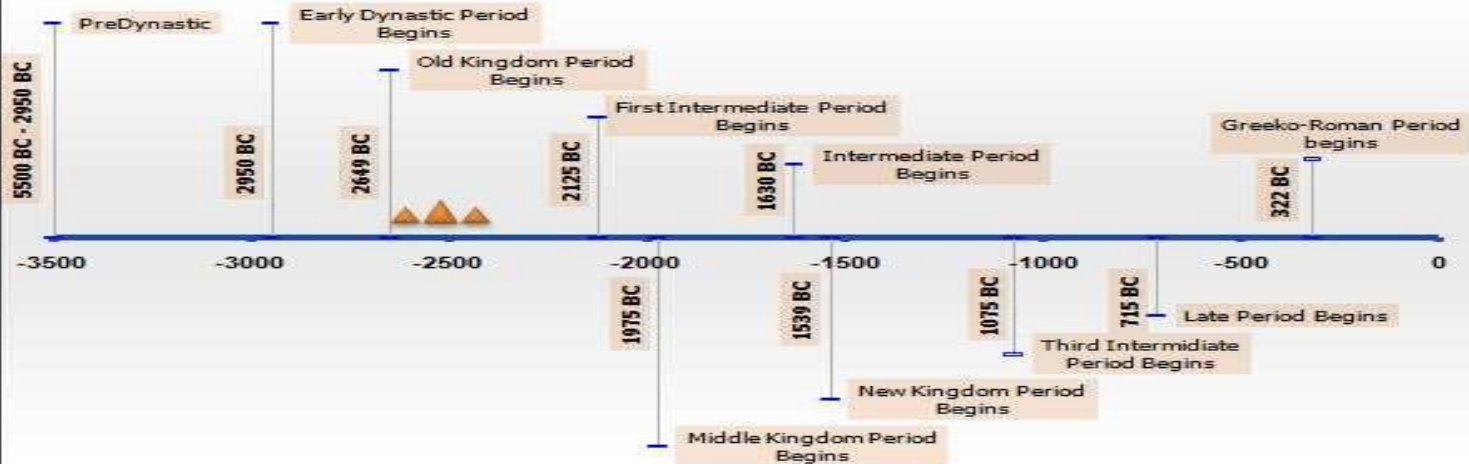 PreDynastic
5500 BC - 2950 BC
Early Dynastic Period
Begins
2950 BC
Old Kingdom Period
Begins
2649 BC
First Intermediate Period
Begins
2125 BC
Intermediate Period
Begins
1630 BC
Greeko-Roman Period
begins
322 BC
-3500 -3000 -2500 -2000 -1500 -1000 -500 0
1975 BC
Middle Kingdom Period
Begins
1539 BC
New Kingdom Period
Begins
1075 BC
Third Intermidiate
Period Begins
715 BC
Late Period Begins